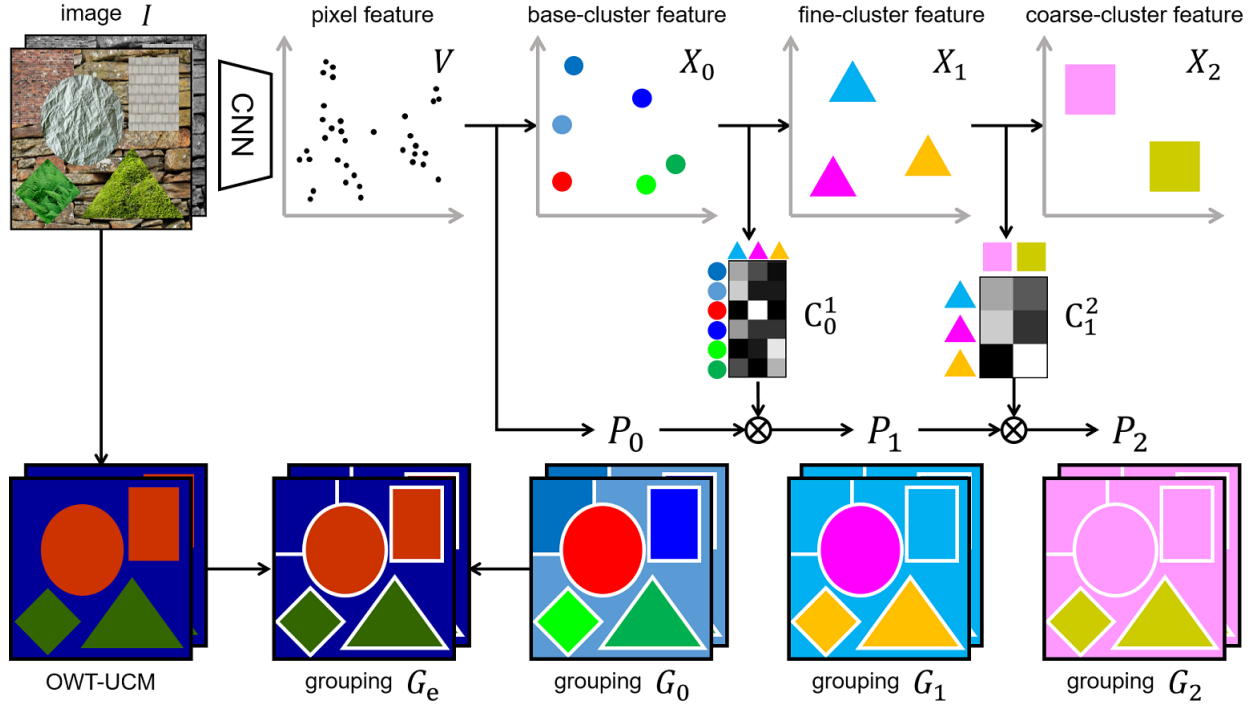 image I
pixel feature
base-cluster feature
fine-cluster feature
coarse-cluster feature
CNN
V
X₀
X₁
X₂
C₀¹
C₁²
P₀
P₁
P₂
OWT-UCM
grouping Gₑ
grouping G₀
grouping G₁
grouping G₂